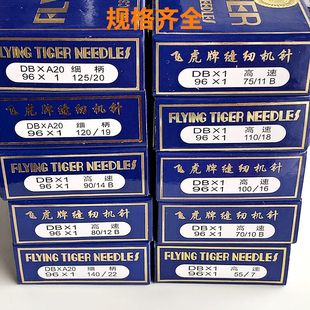 规格齐全
FLYING TIGER NEEDLES
DB×A20 细柄
96 × 1 125/20
飞虎牌缝纫机针
DB×1 高速
96 × 1 75/11 B
飞虎牌缝纫机针
DB×A20 细柄
96 × 1 120/19
FLYING TIGER NEEDLES
DB×1 高速
96 × 1 110/18
FLYING TIGER NEEDLES
DB×1 高速
96 × 1 90/14 B
飞虎牌缝纫机针
DB×1 高速
96 × 1 100/16
飞虎牌缝纫机针
DB×1 高速
96 × 1 80/12 B
飞虎牌缝纫机针
DB×1 高速
96 × 1 70/10 B
FLYING TIGER NEEDLES
DB×A20 细柄
96 × 1 140/22
FLYING TIGER NEEDLES
DB×1 高速
96 × 1 55/7